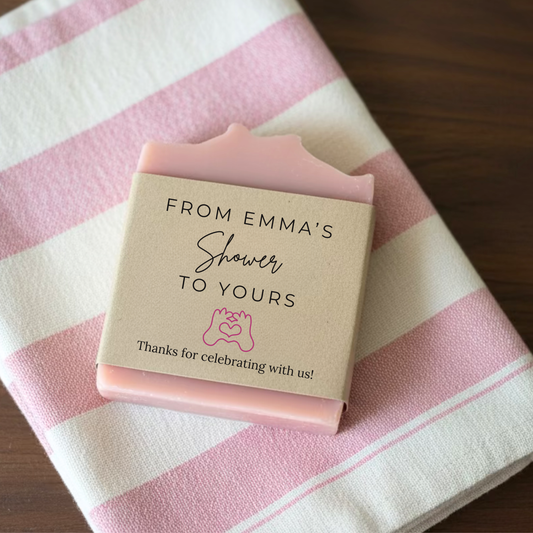 FROM EMMA'S
Shower
TO YOURS
Thanks for celebrating with us!